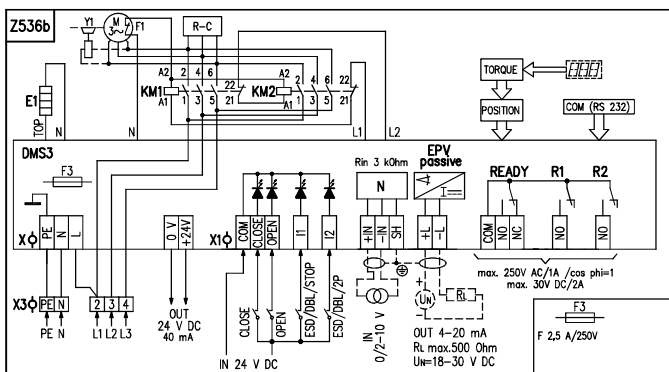 Z536b
Y1
M
3~
F1
R-C
A2
2 4 6
22
A2
2 4 6
22
KM1
KM2
A1
1 3 5
21
A1
1 3 5
21
E1
TOP
N
N
L1
L2
TORQUE
POSITION
COM (RS 232)
DMS3
F3
Rin 3 kOhm
N
EPV
passive
READY
R1
R2
X
PE
N
L
0 V
+24V
X1
COM
CLOSE
OPEN
I1
I2
+IN
-IN
SH
+L
-L
COM
NO
NC
NO
NO
max. 250V AC/1A /cos phi=1
max. 30V DC/2A
X3
PE
N
2
3
4
PE N
L1 L2 L3
OUT
24 V DC
40 mA
CLOSE
OPEN
ESD/DBL/STOP
ESD/DBL/2P
IN 24 V DC
IN
0/2-10 V
+
UN
-
RL
OUT 4-20 mA
RL max.500 Ohm
UN=18-30 V DC
F3
F 2,5 A/250V